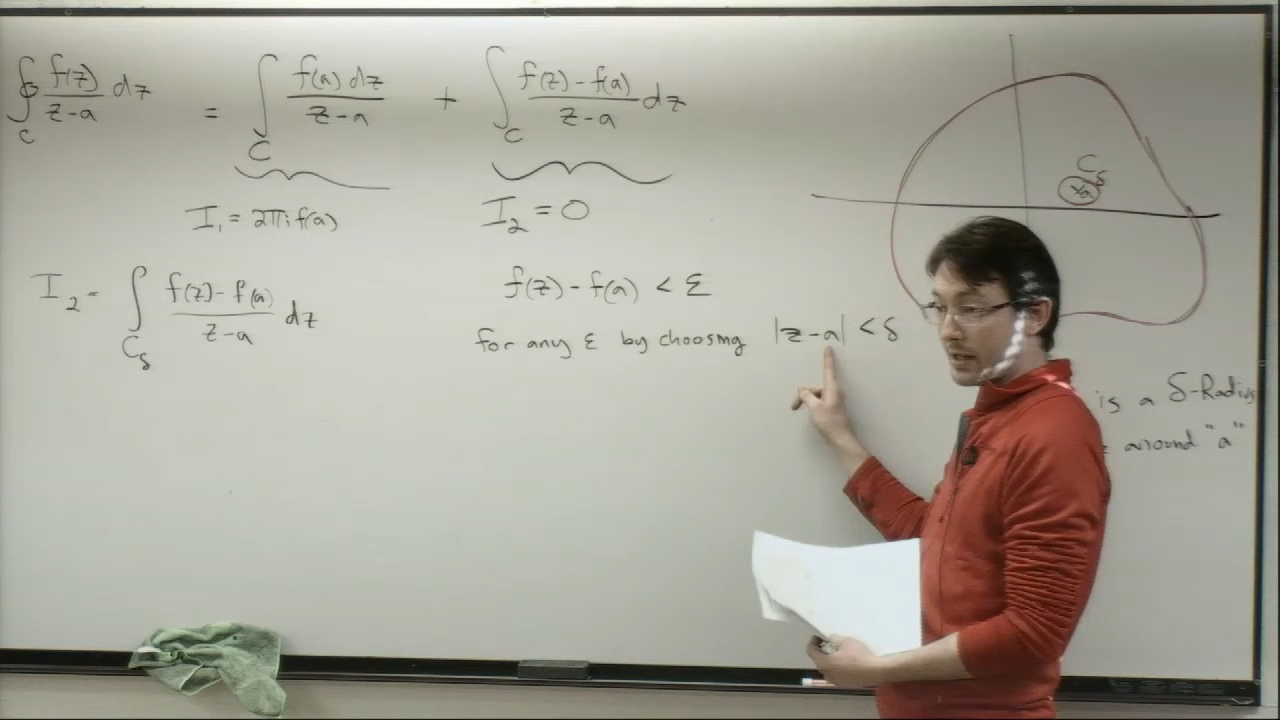 ∮_C f(z)/(z-a) dz = ∫_C f(a) dz/(z-a) + ∫_C (f(z)-f(a))/(z-a) dz
I₁ = 2πi f(a)
I₂ = 0
I₂ = ∫_{C_δ} (f(z)-f(a))/(z-a) dz
f(z)-f(a) < ε
for any ε by choosing |z-a| < δ
C_δ
a
is a δ-Radius
around "a"